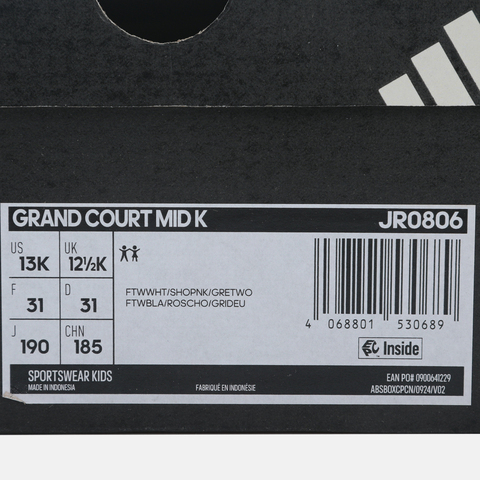 GRAND COURT MID K JR0806
US 13K UK 12½K
F 31 D 31
J 190 CHN 185
FTWWHT/SHOPNK/GRETWO
FTWBLA/ROSCHO/GRIDEU
4 068801 530689
Inside
SPORTSWEAR KIDS
MADE IN INDONESIA
FABRIQUÉ EN INDONÉSIE
EAN PO# 0900641229
ABSBOXCPCN/0924/V02